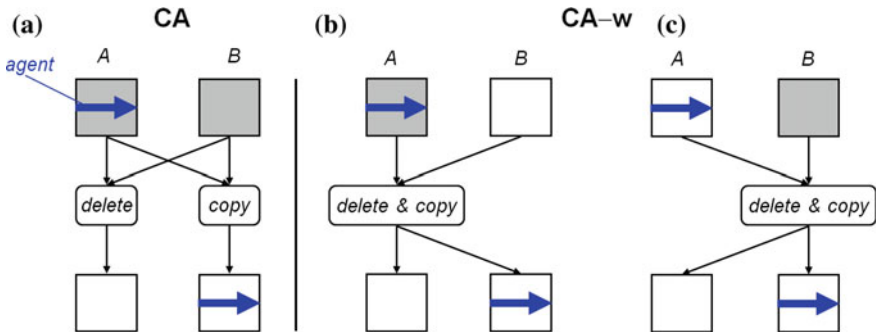 (a) CA (b) CA–w (c)
A B A B A B
agent
delete copy delete & copy delete & copy